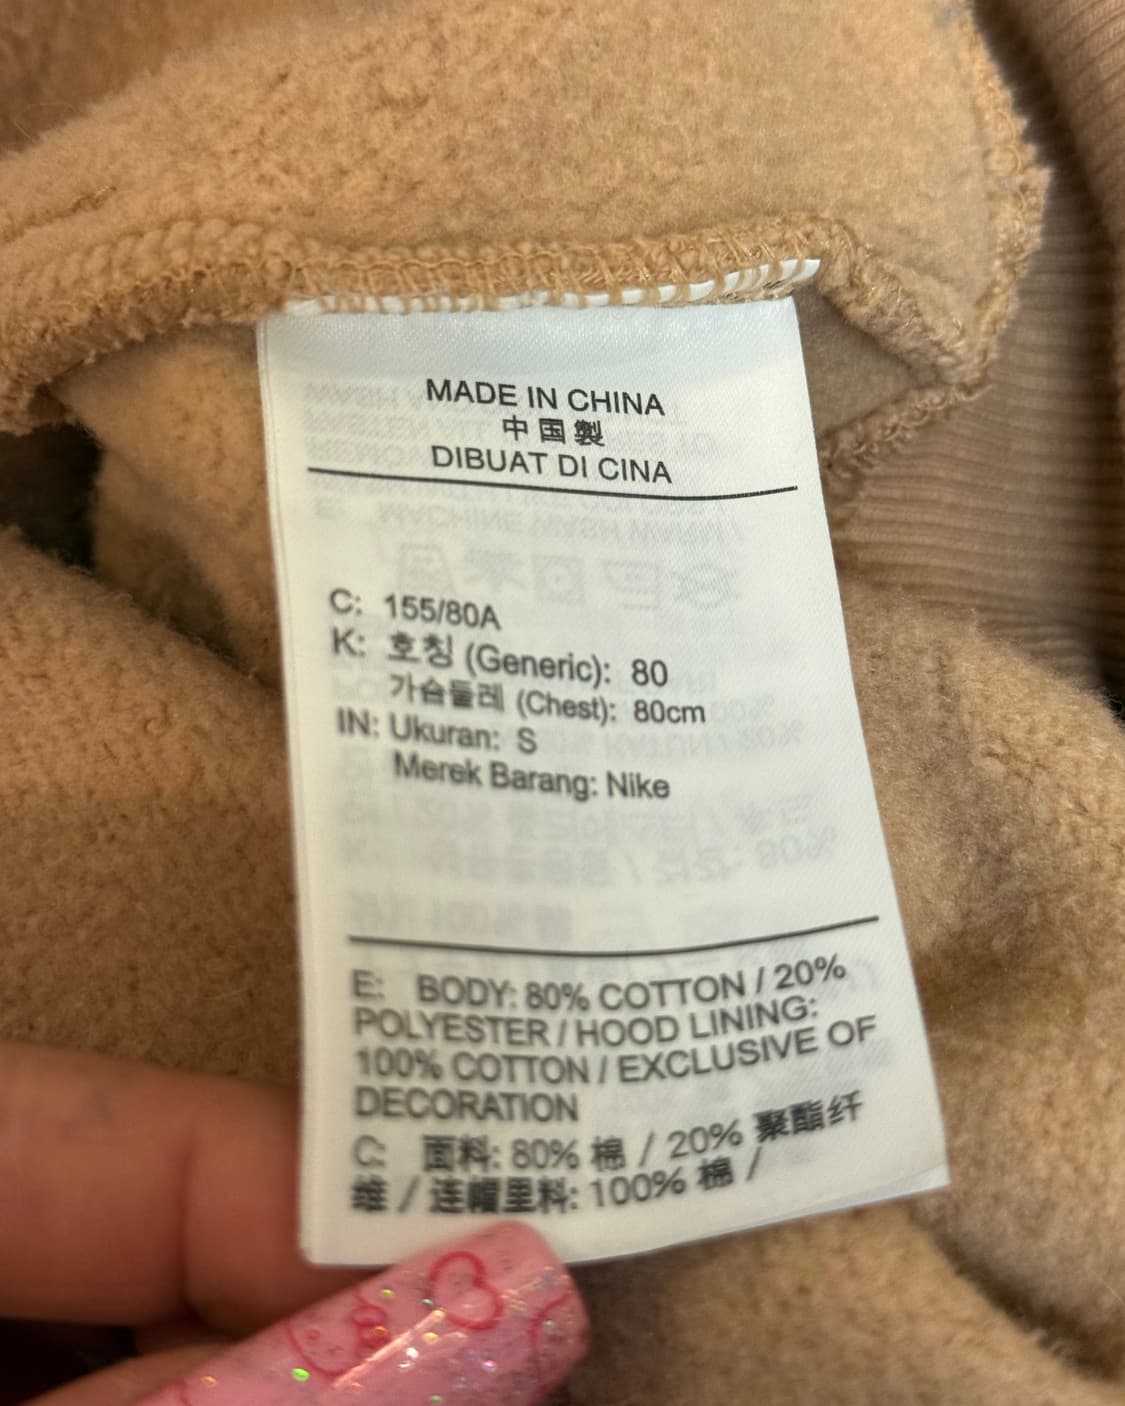 MADE IN CHINA
中国製
DIBUAT DI CINA
C: 155/80A
K: 호칭 (Generic): 80
가슴둘레 (Chest): 80cm
IN: Ukuran: S
Merek Barang: Nike
E: BODY: 80% COTTON / 20%
POLYESTER / HOOD LINING:
100% COTTON / EXCLUSIVE OF
DECORATION
C: 面料: 80% 棉 / 20% 聚酯纤
维 / 连帽里料: 100% 棉 /